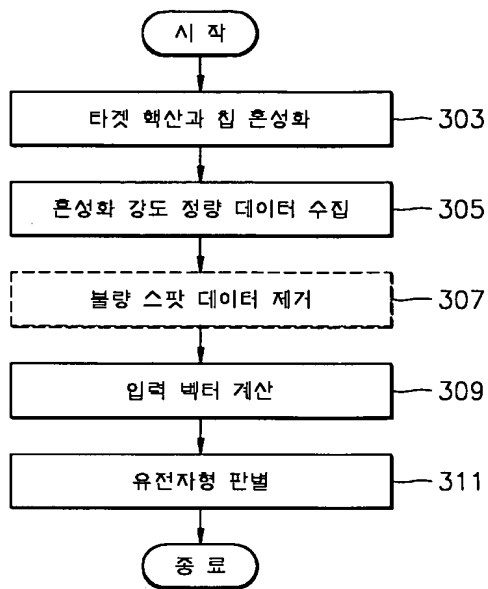 시 작
타겟 핵산과 칩 혼성화 303
혼성화 강도 정량 데이터 수집 305
불량 스팟 데이터 제거 307
입력 벡터 계산 309
유전자형 판별 311
종 료